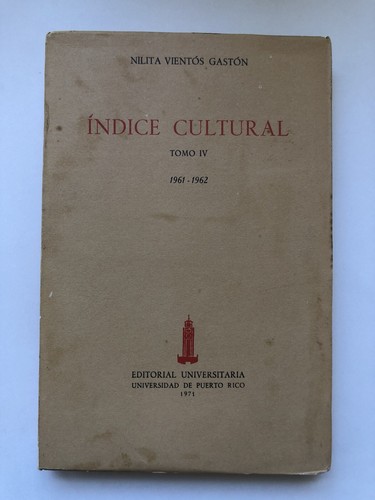 NILITA VIENTÓS GASTÓN
ÍNDICE CULTURAL
TOMO IV
1961 - 1962
EDITORIAL UNIVERSITARIA
UNIVERSIDAD DE PUERTO RICO
1971